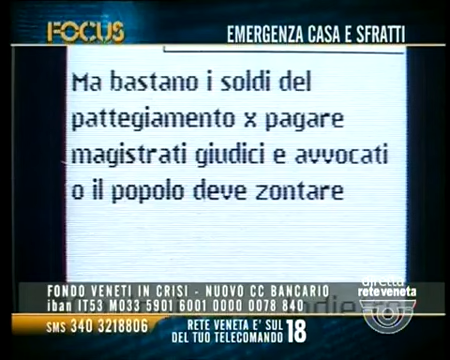 FOCUS
EMERGENZA CASA E SFRATTI
Ma bastano i soldi del
pattegiamento x pagare
magistrati giudici e avvocati
o il popolo deve zontare
diretta
reteveneta
FONDO VENETI IN CRISI - NUOVO CC BANCARIO
iban IT53 M033 5901 6001 0000 0078 840
SMS 340 3218806
RETE VENETA E' SUL
DEL TUO TELECOMANDO 18